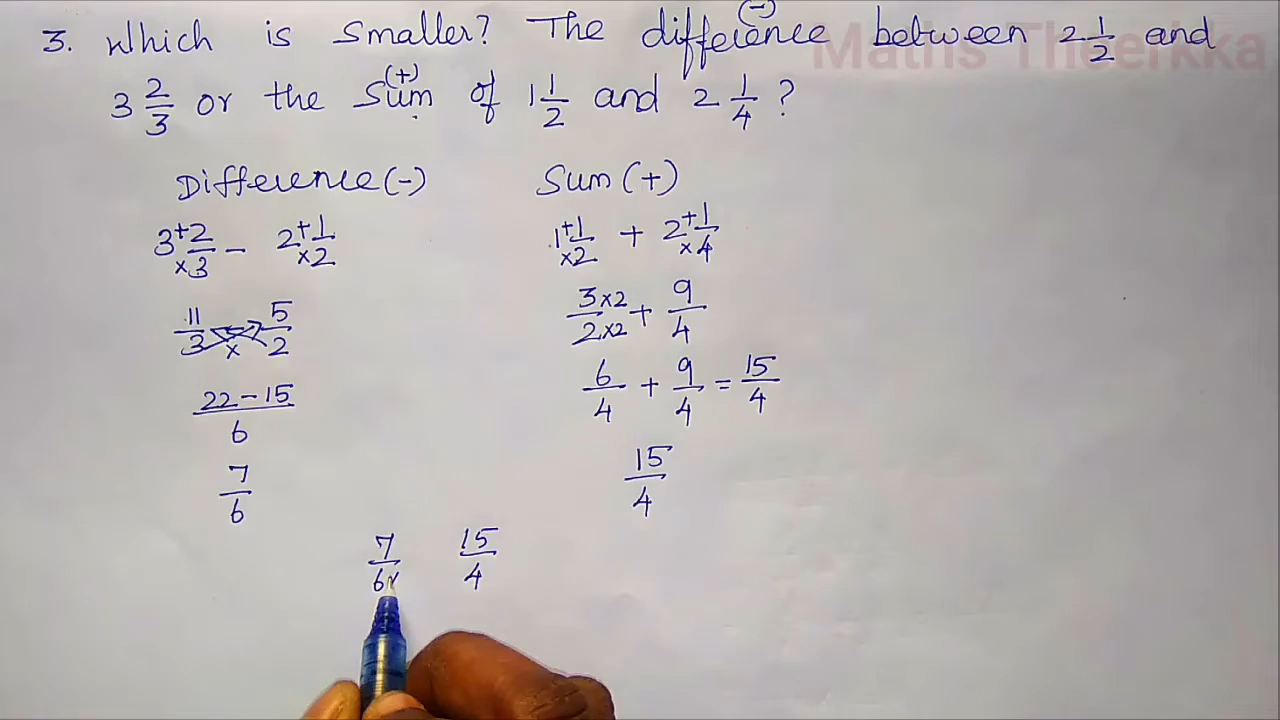 3. Which is Smaller? The difference (-) between 2 1/2 and
3 2/3 or the Sum (+) of 1 1/2 and 2 1/4 ?
Maths Theerkka
Difference (-) Sum (+)
3 + 2/×3 - 2 + 1/×2 1 + 1/×2 + 2 + 1/×4
11/3 × 5/2 3×2/2×2 + 9/4
22-15/6 6/4 + 9/4 = 15/4
7/6 15/4
7/6× 15/4